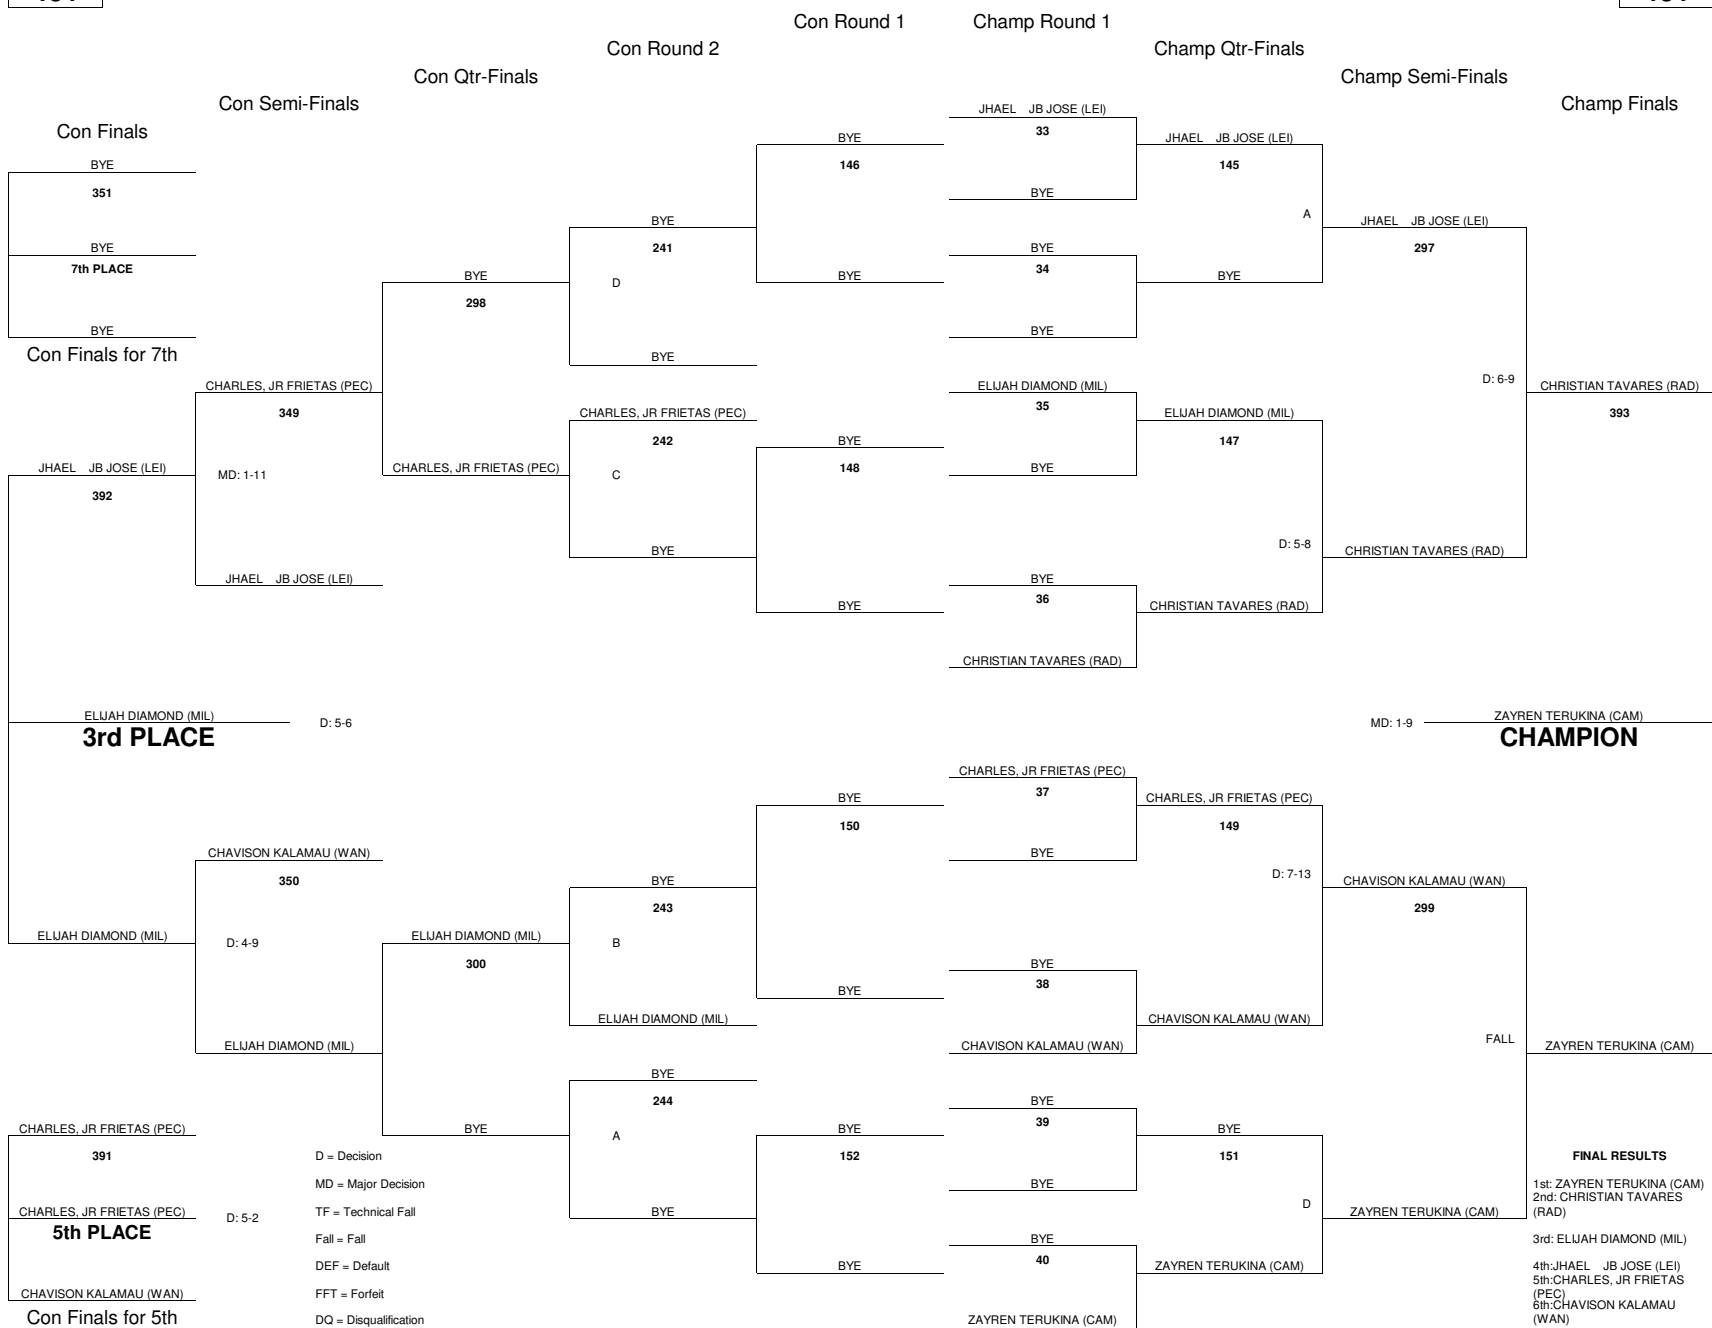 Con Round 1
Champ Round 1
Con Round 2
Champ Qtr-Finals
Con Qtr-Finals
Champ Semi-Finals
Con Semi-Finals
Champ Finals
Con Finals
BYE
351
BYE
7th PLACE
BYE
Con Finals for 7th
JHAEL JB JOSE (LEI)
392
ELIJAH DIAMOND (MIL)
3rd PLACE
D: 5-6
ELIJAH DIAMOND (MIL)
CHARLES, JR FRIETAS (PEC)
391
CHARLES, JR FRIETAS (PEC)
5th PLACE
D: 5-2
CHAVISON KALAMAU (WAN)
Con Finals for 5th
CHARLES, JR FRIETAS (PEC)
349
MD: 1-11
JHAEL JB JOSE (LEI)
CHAVISON KALAMAU (WAN)
350
D: 4-9
ELIJAH DIAMOND (MIL)
BYE
298
CHARLES, JR FRIETAS (PEC)
ELIJAH DIAMOND (MIL)
300
BYE
D = Decision
MD = Major Decision
TF = Technical Fall
Fall = Fall
DEF = Default
FFT = Forfeit
DQ = Disqualification
BYE
241
D
BYE
CHARLES, JR FRIETAS (PEC)
242
C
BYE
BYE
243
B
ELIJAH DIAMOND (MIL)
BYE
244
A
BYE
BYE
146
BYE
BYE
148
BYE
BYE
150
BYE
BYE
152
BYE
JHAEL JB JOSE (LEI)
33
BYE
BYE
34
BYE
ELIJAH DIAMOND (MIL)
35
BYE
BYE
36
CHRISTIAN TAVARES (RAD)
CHARLES, JR FRIETAS (PEC)
37
BYE
BYE
38
CHAVISON KALAMAU (WAN)
BYE
39
BYE
BYE
40
ZAYREN TERUKINA (CAM)
JHAEL JB JOSE (LEI)
145
A
BYE
ELIJAH DIAMOND (MIL)
147
D: 5-8
CHRISTIAN TAVARES (RAD)
CHARLES, JR FRIETAS (PEC)
149
D: 7-13
CHAVISON KALAMAU (WAN)
BYE
151
D
ZAYREN TERUKINA (CAM)
JHAEL JB JOSE (LEI)
297
D: 6-9
CHRISTIAN TAVARES (RAD)
CHAVISON KALAMAU (WAN)
299
FALL
ZAYREN TERUKINA (CAM)
CHRISTIAN TAVARES (RAD)
393
MD: 1-9
ZAYREN TERUKINA (CAM)
CHAMPION
ZAYREN TERUKINA (CAM)
FINAL RESULTS
1st: ZAYREN TERUKINA (CAM)
2nd: CHRISTIAN TAVARES
(RAD)
3rd: ELIJAH DIAMOND (MIL)
4th:JHAEL JB JOSE (LEI)
5th:CHARLES, JR FRIETAS
(PEC)
6th:CHAVISON KALAMAU
(WAN)